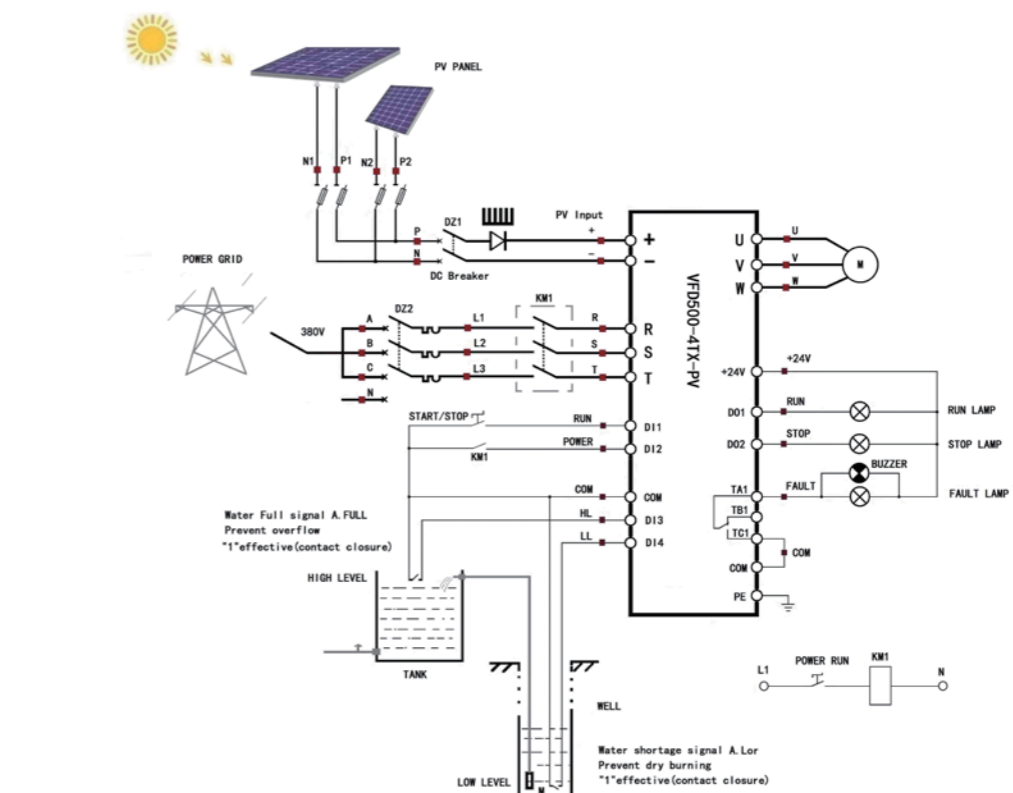 PV PANEL
N1
P1
N2
P2
DZ1
PV Input
P
+
+
U
U
N
-
-
V
V
M
DC Breaker
W
W
POWER GRID
VFD500-4TX-PV
KM1
380V
A
DZ2
L1
R
R
B
L2
S
S
C
L3
T
T
N
+24V
+24V
START/STOP
RUN
DI1
DO1
RUN
RUN LAMP
KM1
POWER
DI2
DO2
STOP
STOP LAMP
BUZZER
COM
COM
TA1
FAULT
FAULT LAMP
HL
DI3
TB1
LL
DI4
TC1
COM
COM
PE
Water Full signal A.FULL
Prevent overflow
"1"effective(contact closure)
HIGH LEVEL
TANK
WELL
L1
POWER RUN
KM1
N
Water shortage signal A.Lor
Prevent dry burning
"1"effective(contact closure)
LOW LEVEL
M